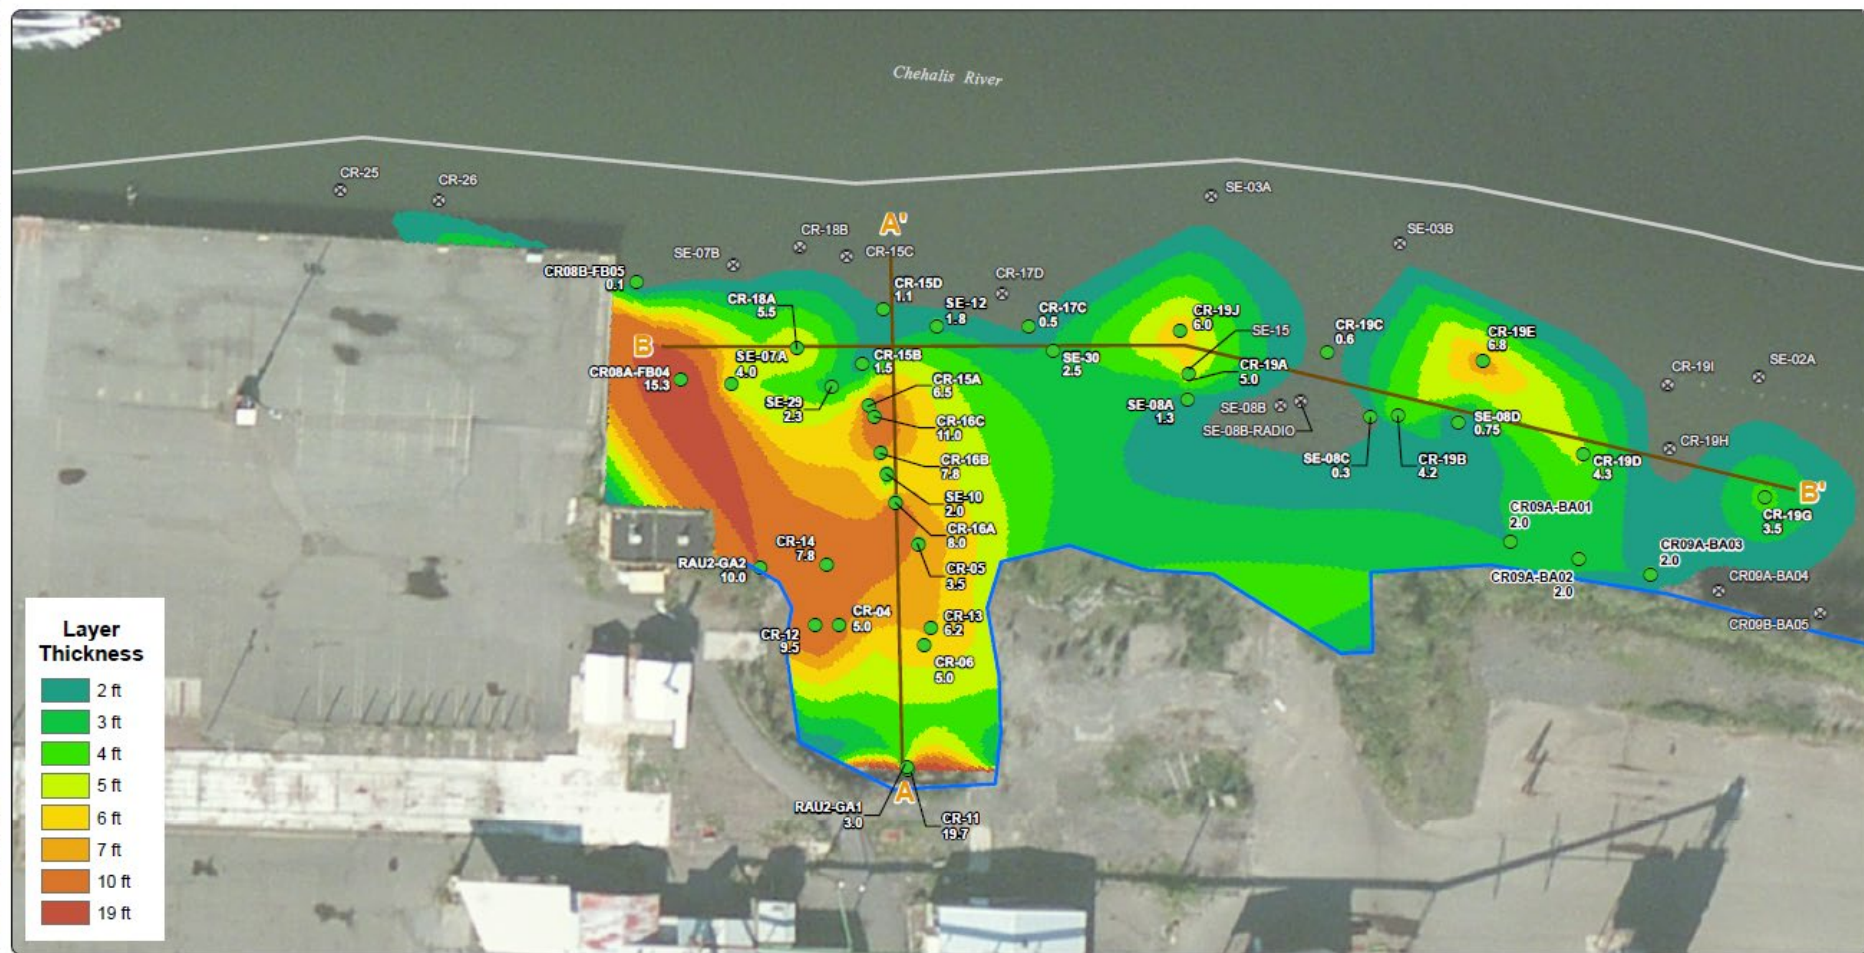 Chehalis River
CR-25
CR-26
SE-03A
SE-03B
CR-18B
A'
SE-07B
CR-15C
CR-17D
CR08B-FB05
0.1
CR-18A
5.5
CR-15D
1.1
SE-12
1.8
CR-17C
0.5
CR-19J
6.0
SE-15
CR-19C
0.6
CR-19E
6.8
B
SE-07A
4.0
CR-15B
1.5
SE-30
2.5
CR-19A
5.0
CR-19I
SE-02A
CR08A-FB04
15.3
SE-29
2.3
CR-15A
6.5
SE-08A
1.3
SE-08B
SE-08B-RADIO
CR-16C
11.0
SE-08D
0.75
CR-19H
CR-16B
7.8
SE-08C
0.3
CR-19B
4.2
CR-19D
4.3
SE-10
2.0
B'
CR-19G
3.5
CR09A-BA01
2.0
CR-16A
8.0
CR-14
7.8
RAU2-GA2
10.0
CR-05
3.5
CR09A-BA03
2.0
CR09A-BA02
2.0
CR09A-BA04
CR-04
5.0
CR-13
6.2
CR09B-BA05
CR-12
9.5
CR-06
5.0
A
RAU2-GA1
3.0
CR-11
19.7
Layer
Thickness
2 ft
3 ft
4 ft
5 ft
6 ft
7 ft
10 ft
19 ft